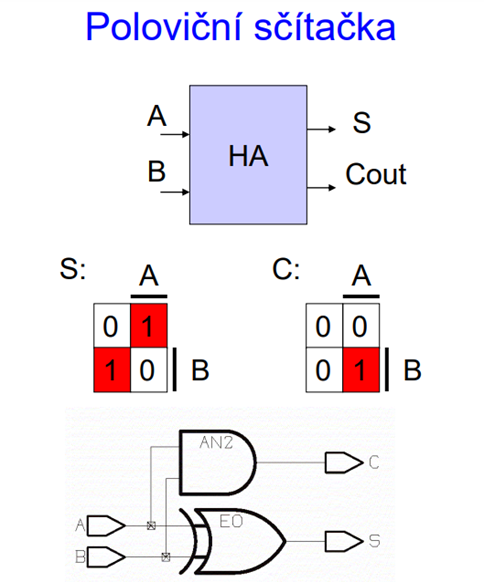 Poloviční sčítačka
A
S
HA
B
Cout
S:
A
C:
A
0 1
0 0
1 0
B
0 1
B
AN2
C
A
EO
S
B